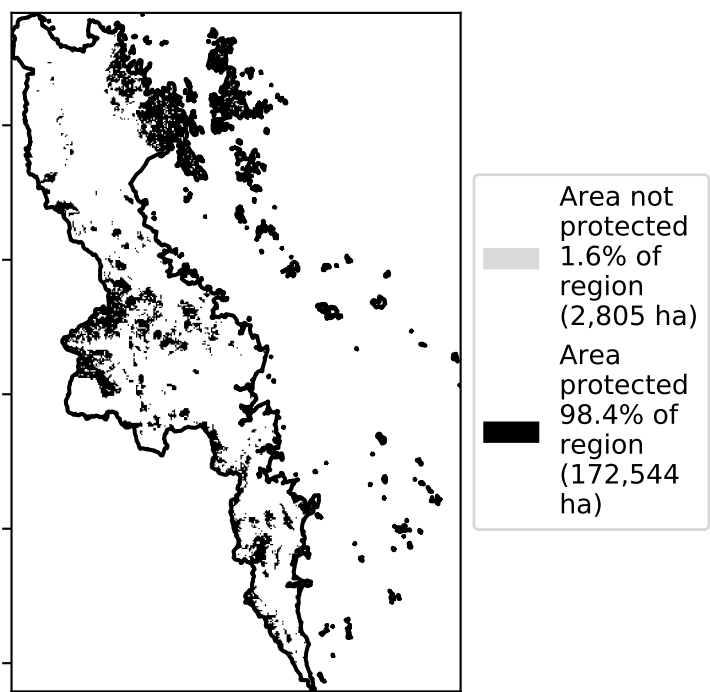 Area not
protected
1.6% of
region
(2,805 ha)
Area
protected
98.4% of
region
(172,544
ha)